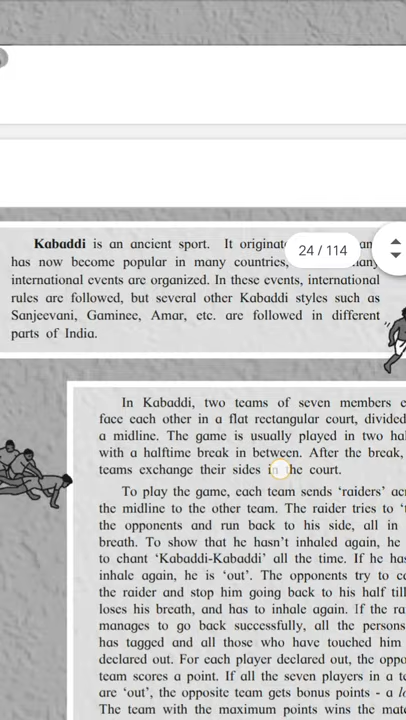 24 / 114
Kabaddi is an ancient sport. It originat
has now become popular in many countries,
international events are organized. In these events, international
rules are followed, but several other Kabaddi styles such as
Sanjeevani, Gaminee, Amar, etc. are followed in different
parts of India.
In Kabaddi, two teams of seven members e
face each other in a flat rectangular court, divided
a midline. The game is usually played in two hal
with a halftime break in between. After the break,
teams exchange their sides in the court.
To play the game, each team sends ‘raiders’ acr
the midline to the other team. The raider tries to ‘t
the opponents and run back to his side, all in
breath. To show that he hasn’t inhaled again, he
to chant ‘Kabaddi-Kabaddi’ all the time. If he has
inhale again, he is ‘out’. The opponents try to ca
the raider and stop him going back to his half till
loses his breath, and has to inhale again. If the ra
manages to go back successfully, all the persons
has tagged and all those who have touched him
declared out. For each player declared out, the oppo
team scores a point. If all the seven players in a te
are ‘out’, the opposite team gets bonus points - a lo
The team with the maximum points wins the mat